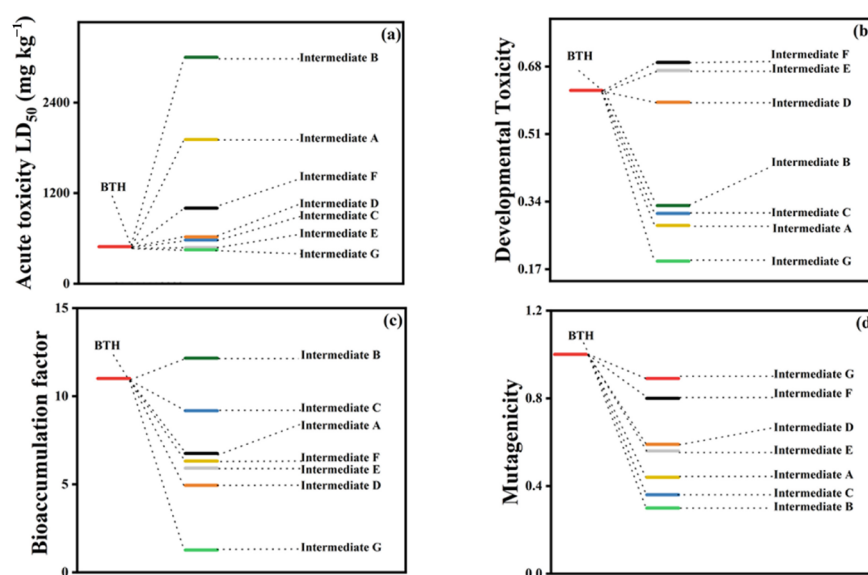 (a)
Acute toxicity LD50 (mg kg−1)
2400
1200
0
BTH
Intermediate B
Intermediate A
Intermediate F
Intermediate D
Intermediate C
Intermediate E
Intermediate G
(b)
Developmental Toxicity
0.68
0.51
0.34
0.17
BTH
Intermediate F
Intermediate E
Intermediate D
Intermediate B
Intermediate C
Intermediate A
Intermediate G
(c)
Bioaccumulation factor
15
10
5
0
BTH
Intermediate B
Intermediate C
Intermediate A
Intermediate F
Intermediate E
Intermediate D
Intermediate G
(d)
Mutagenicity
1.2
0.8
0.4
0.0
BTH
Intermediate G
Intermediate F
Intermediate D
Intermediate E
Intermediate A
Intermediate C
Intermediate B